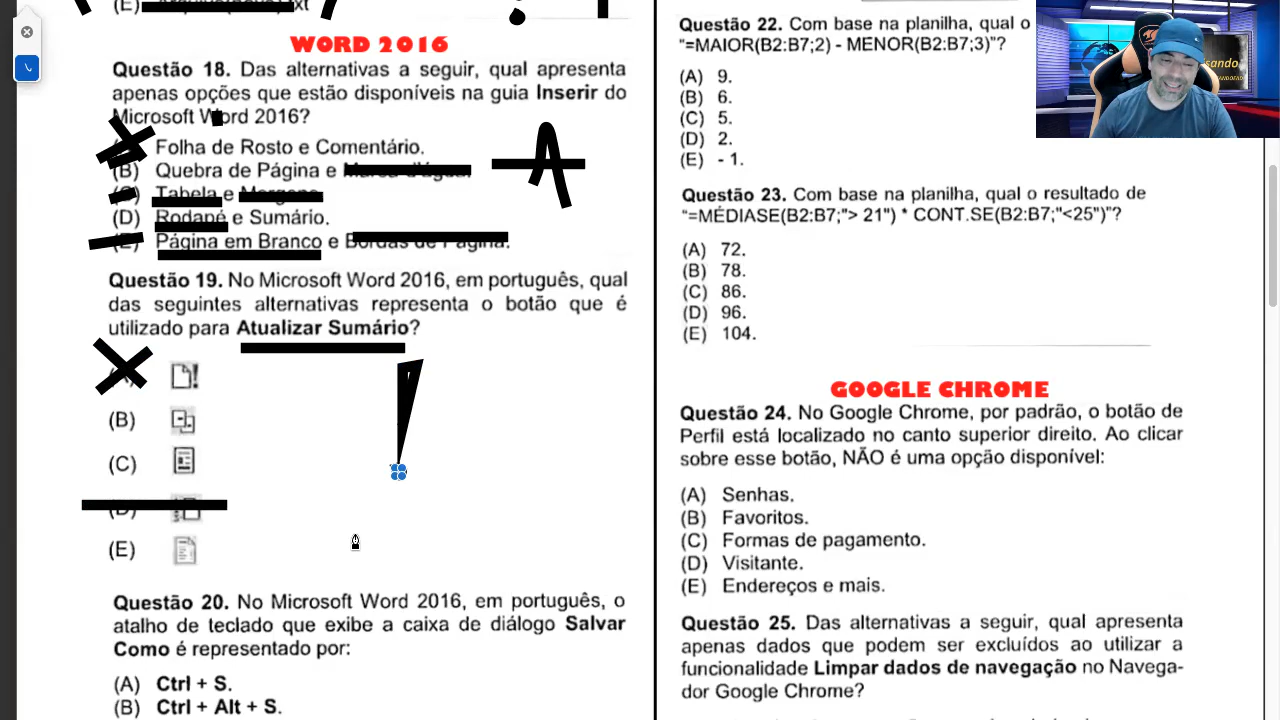 (E)
WORD 2016
Questão 18. Das alternativas a seguir, qual apresenta
apenas opções que estão disponíveis na guia Inserir do
Microsoft Word 2016?
Folha de Rosto e Comentário.
(B) Quebra de Página e
Tabela e Margens.
(D) Rodapé e Sumário.
(E) Página em Branco e Bordas de Página.
A
Questão 19. No Microsoft Word 2016, em português, qual
das seguintes alternativas representa o botão que é
utilizado para Atualizar Sumário?
(B)
(C)
(D)
(E)
Questão 20. No Microsoft Word 2016, em português, o
atalho de teclado que exibe a caixa de diálogo Salvar
Como é representado por:
(A) Ctrl + S.
(B) Ctrl + Alt + S.
Questão 22. Com base na planilha, qual o
"=MAIOR(B2:B7;2) - MENOR(B2:B7;3)"?
(A) 9.
(B) 6.
(C) 5.
(D) 2.
(E) - 1.
Questão 23. Com base na planilha, qual o resultado de
"=MÉDIASE(B2:B7;"> 21") * CONT.SE(B2:B7;"<25")"?
(A) 72.
(B) 78.
(C) 86.
(D) 96.
(E) 104.
GOOGLE CHROME
Questão 24. No Google Chrome, por padrão, o botão de
Perfil está localizado no canto superior direito. Ao clicar
sobre esse botão, NÃO é uma opção disponível:
(A) Senhas.
(B) Favoritos.
(C) Formas de pagamento.
(D) Visitante.
(E) Endereços e mais.
Questão 25. Das alternativas a seguir, qual apresenta
apenas dados que podem ser excluídos ao utilizar a
funcionalidade Limpar dados de navegação no Navega-
dor Google Chrome?